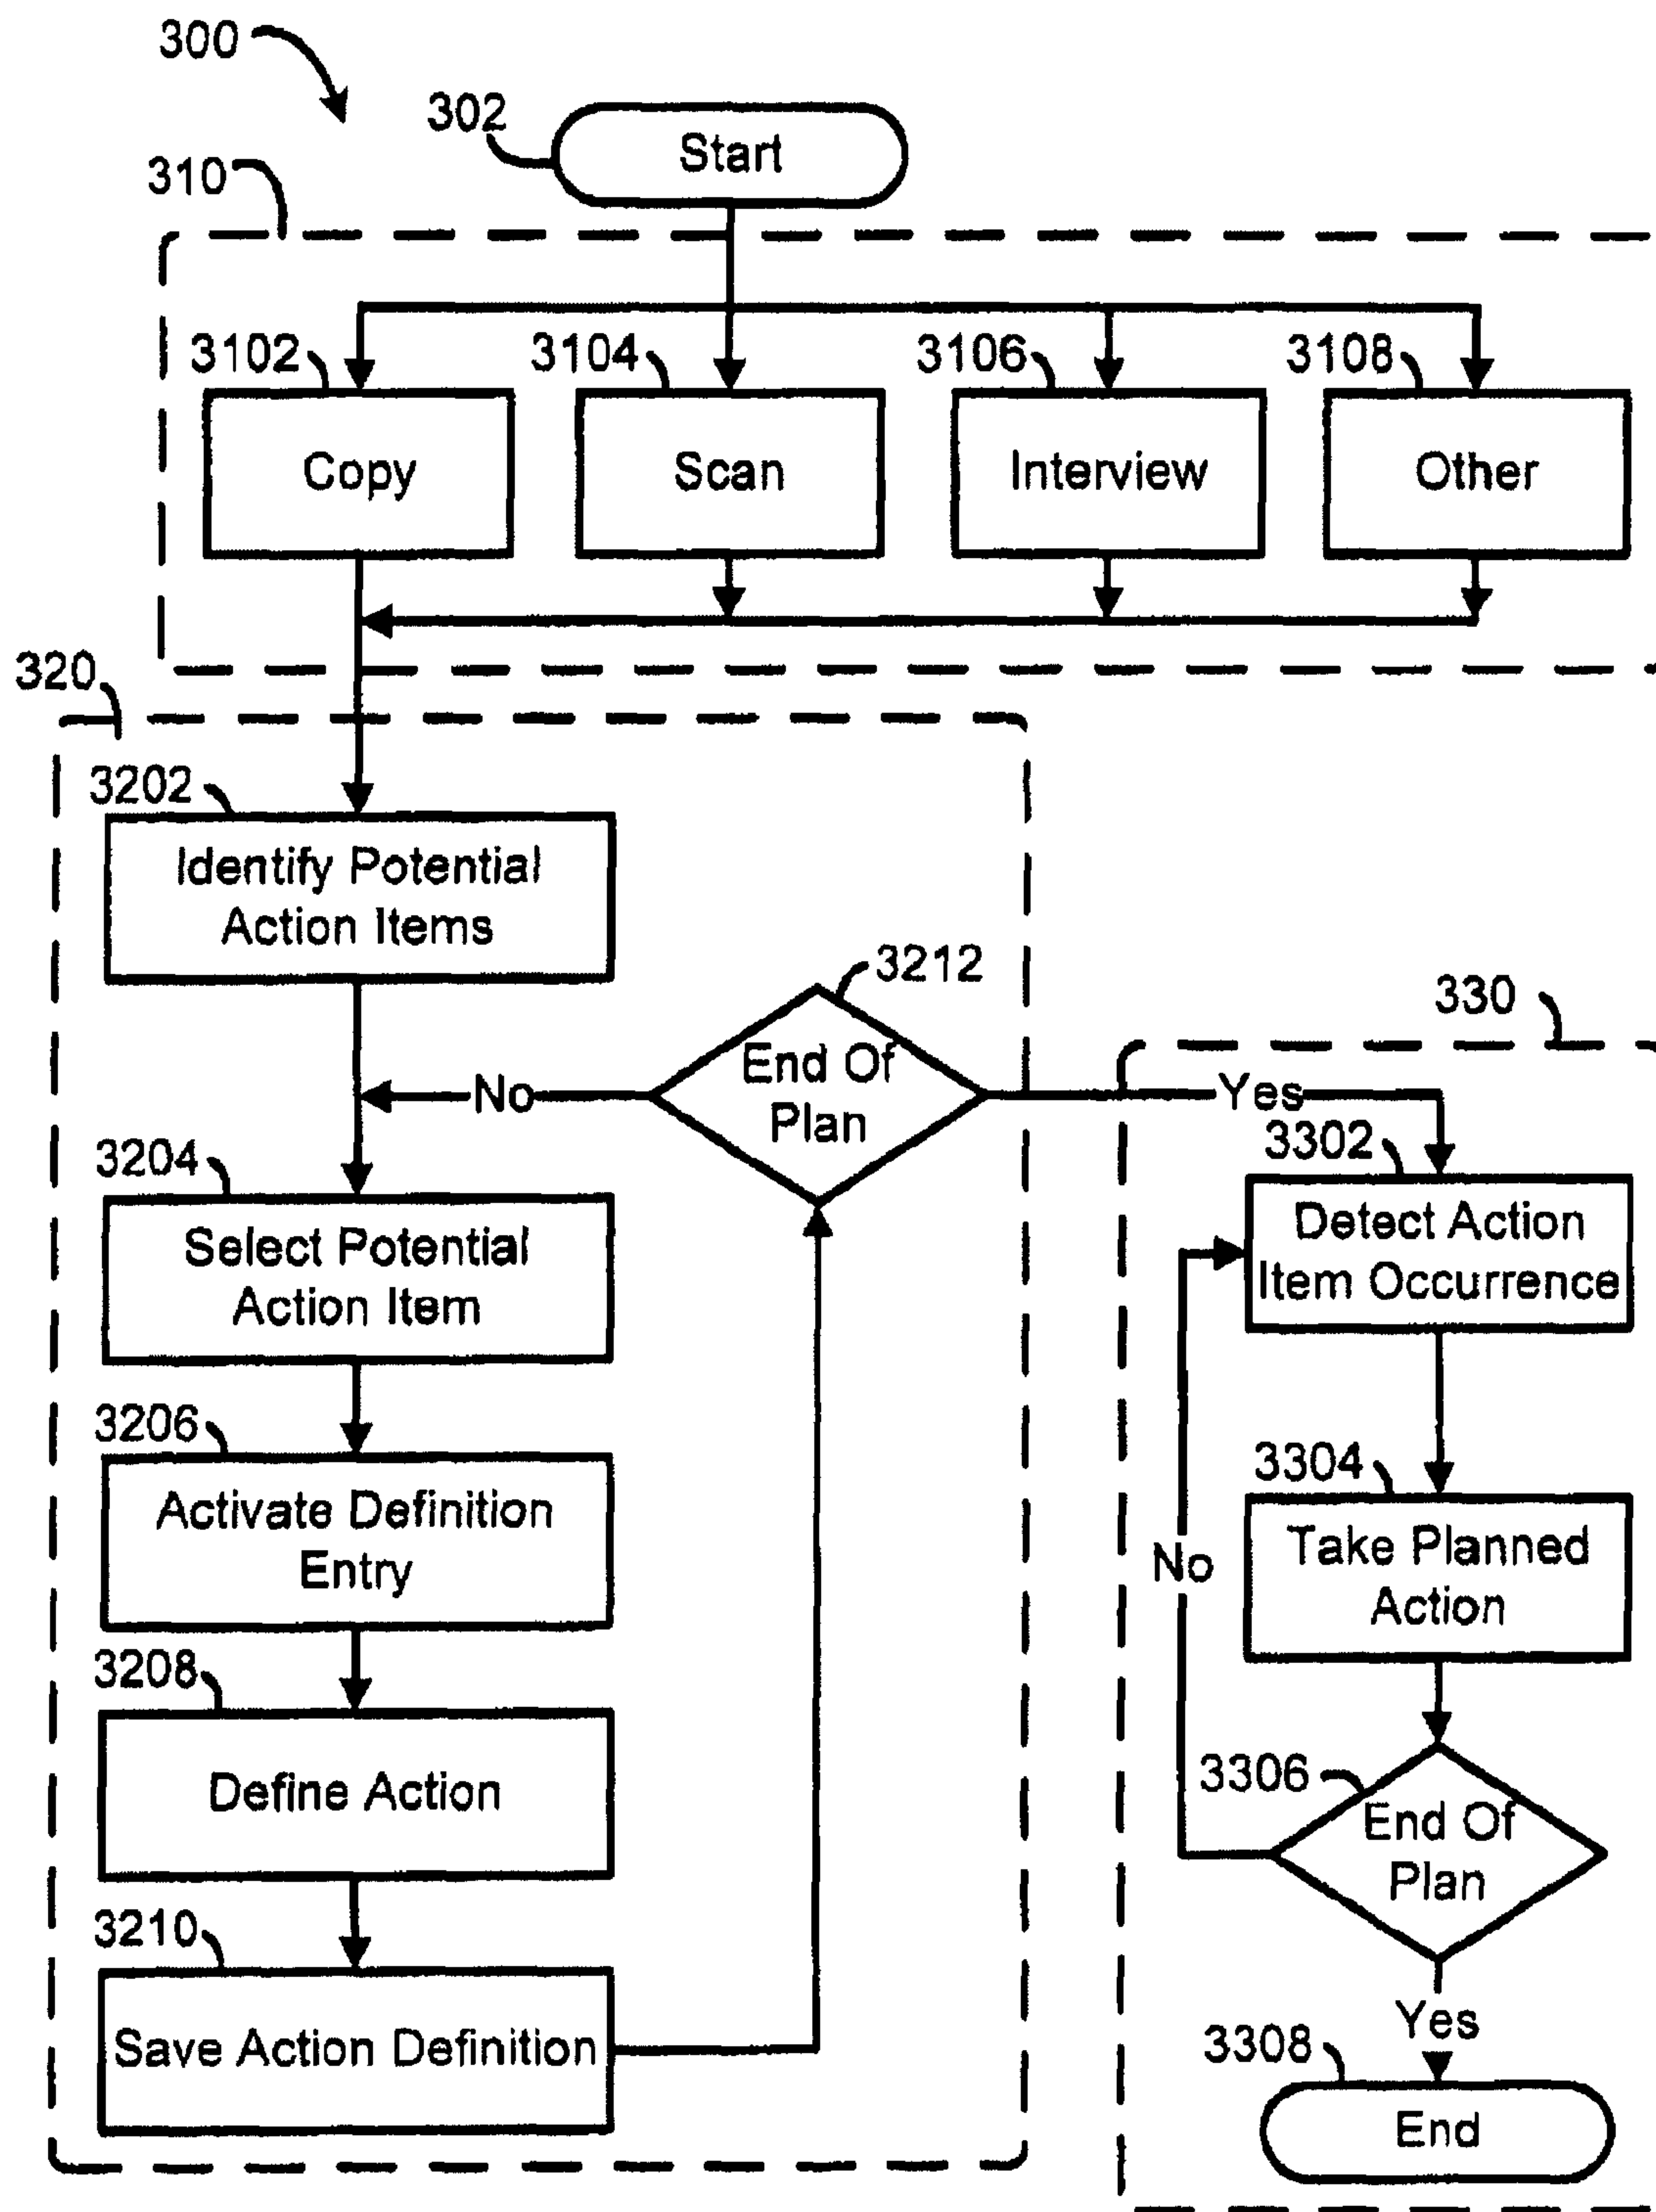 300
302
Start
310
3102
3104
3106
3108
Copy
Scan
Interview
Other
320
3202
Identify Potential
Action Items
3212
End Of
Plan
No
Yes
330
3204
Select Potential
Action Item
3302
Detect Action
Item Occurrence
3206
Activate Definition
Entry
3304
Take Planned
Action
No
3208
Define Action
3306
End Of
Plan
3210
Save Action Definition
Yes
3308
End